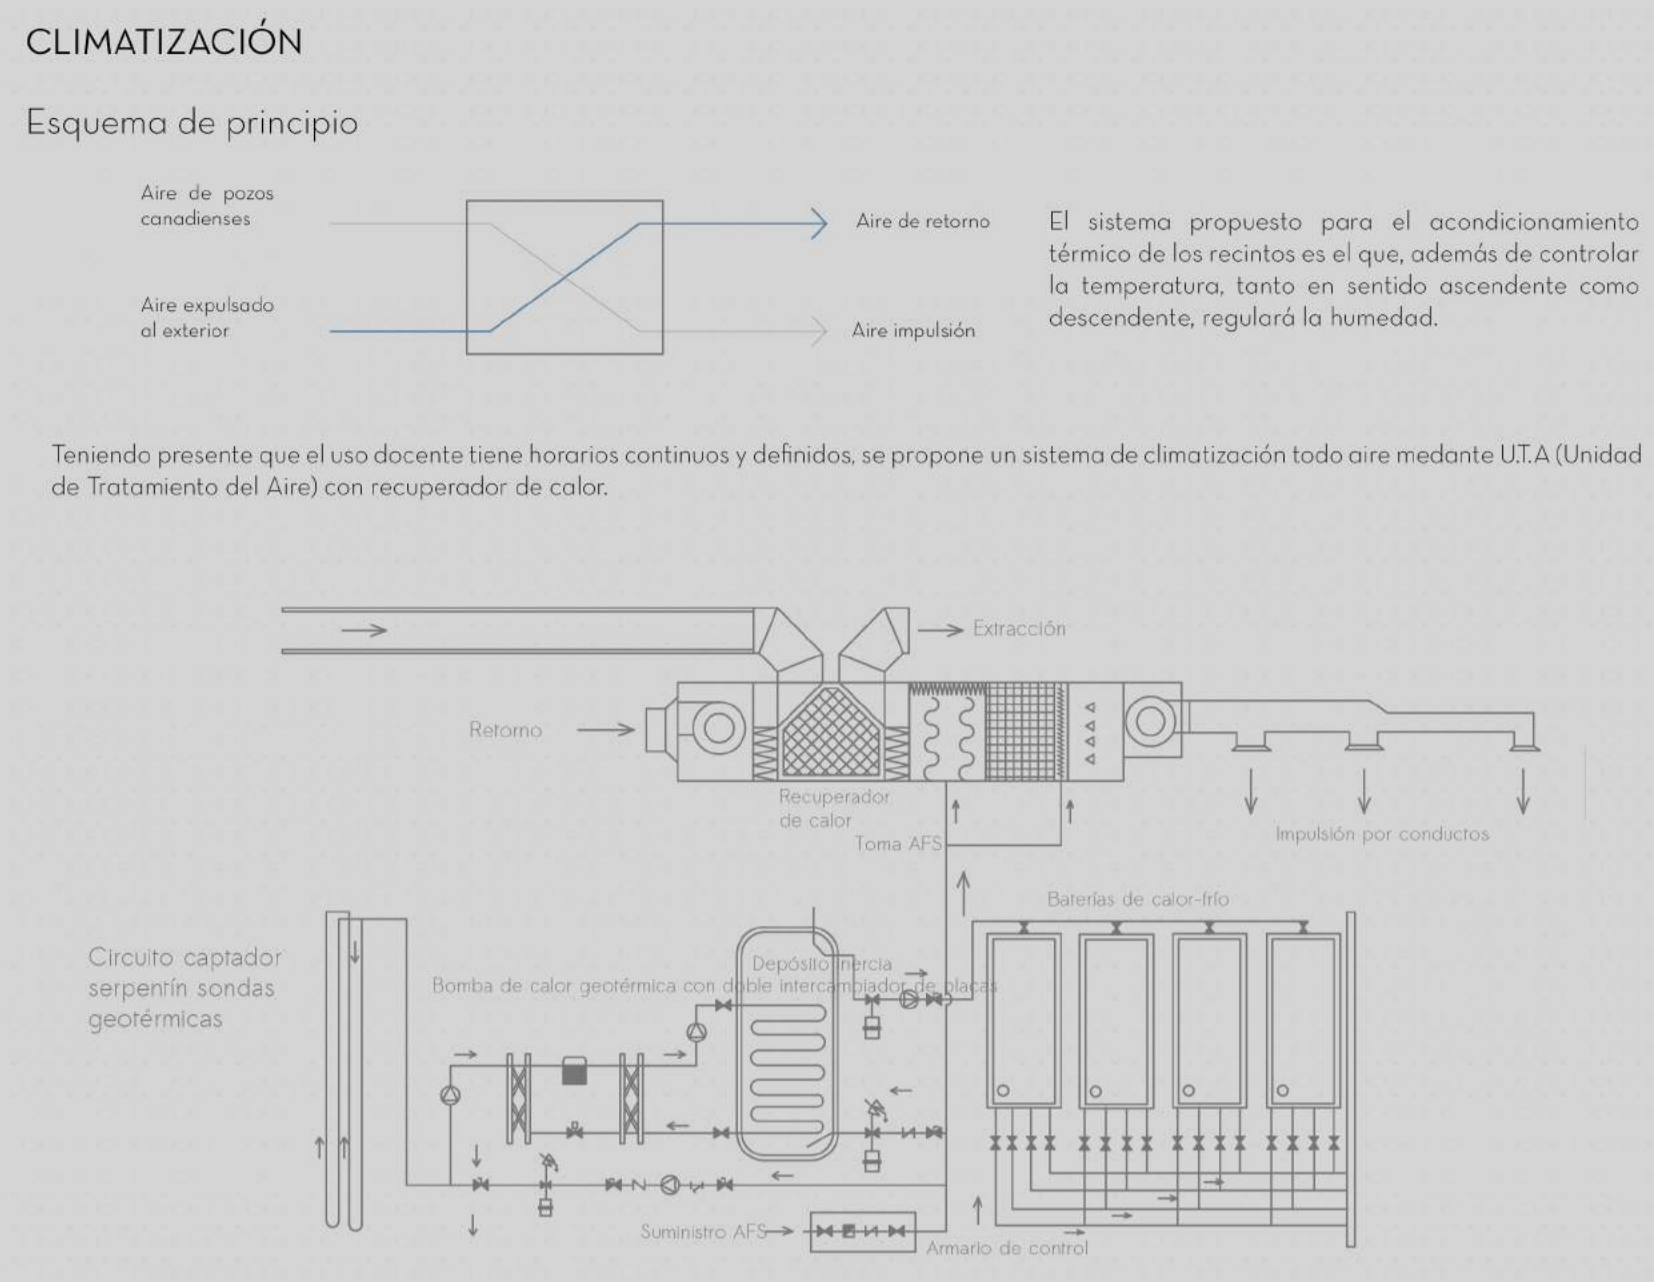 CLIMATIZACIÓN
Esquema de principio
Aire de pozos
canadienses
Aire de retorno
Aire expulsado
al exterior
Aire impulsión
El sistema propuesto para el acondicionamiento
térmico de los recintos es el que, además de controlar
la temperatura, tanto en sentido ascendente como
descendente, regulará la humedad.
Teniendo presente que el uso docente tiene horarios continuos y definidos, se propone un sistema de climatización todo aire medante U.T.A (Unidad
de Tratamiento del Aire) con recuperador de calor.
Extracción
Retorno
Recuperador
de calor
Toma AFS
Impulsión por conductos
Baterías de calor-frío
Circuito captador
serpentín sondas
geotérmicas
Depósito inercia
Bomba de calor geotérmica con doble intercambiador de placas
Suministro AFS
Armario de control